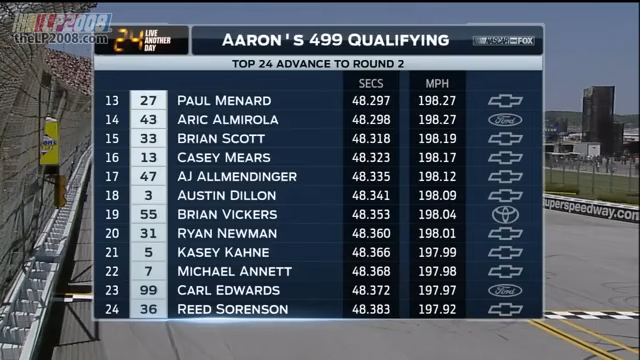 theLP2008
theLP2008.com
24 LIVE ANOTHER DAY
AARON'S 499 QUALIFYING
NASCAR ON FOX
TOP 24 ADVANCE TO ROUND 2
SECS MPH
13 27 PAUL MENARD 48.297 198.27
14 43 ARIC ALMIROLA 48.298 198.27 Ford
15 33 BRIAN SCOTT 48.318 198.19
16 13 CASEY MEARS 48.323 198.17
17 47 AJ ALLMENDINGER 48.335 198.12
18 3 AUSTIN DILLON 48.341 198.09
19 55 BRIAN VICKERS 48.353 198.04
20 31 RYAN NEWMAN 48.360 198.01
21 5 KASEY KAHNE 48.366 197.99
22 7 MICHAEL ANNETT 48.368 197.98
23 99 CARL EDWARDS 48.372 197.97 Ford
24 36 REED SORENSON 48.383 197.92
superspeedway.com